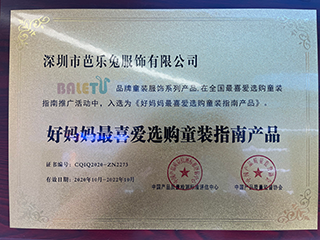 深圳市芭乐兔服饰有限公司
BALETU 品牌童装服饰系列产品,在全国最喜爱选购童装
指南推广活动中，入选为《好妈妈最喜爱选购童装指南产品》。
好妈妈最喜爱选购童装指南产品
证书编号：CQIQ2020-ZN2273
有效日期：2020年10月-2022年10月